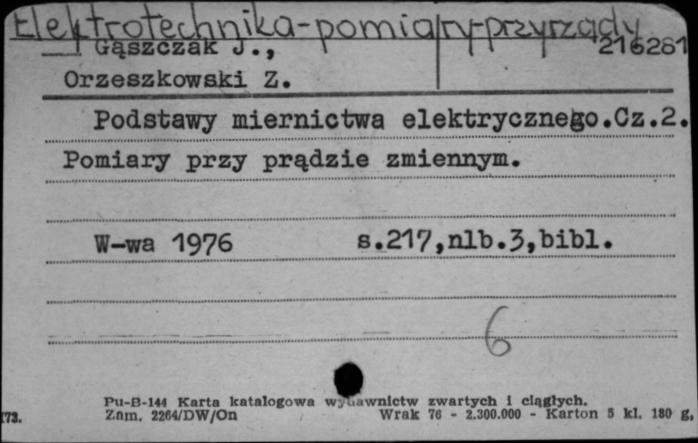 Elektrotechnika-pomiary-przyrządy
Gąszczak J.,
216281
Orzeszkowski Z.
Podstawy miernictwa elektrycznego.Cz.2.
Pomiary przy prądzie zmiennym.
W-wa 1976 s.217,nlb.3,bibl.
6
Pu-B-144 Karta katalogowa wydawnictw zwartych i ciągłych.
173. Zam. 2264/DW/On Wrak 76 - 2.300.000 - Karton 5 kl. 180 g,